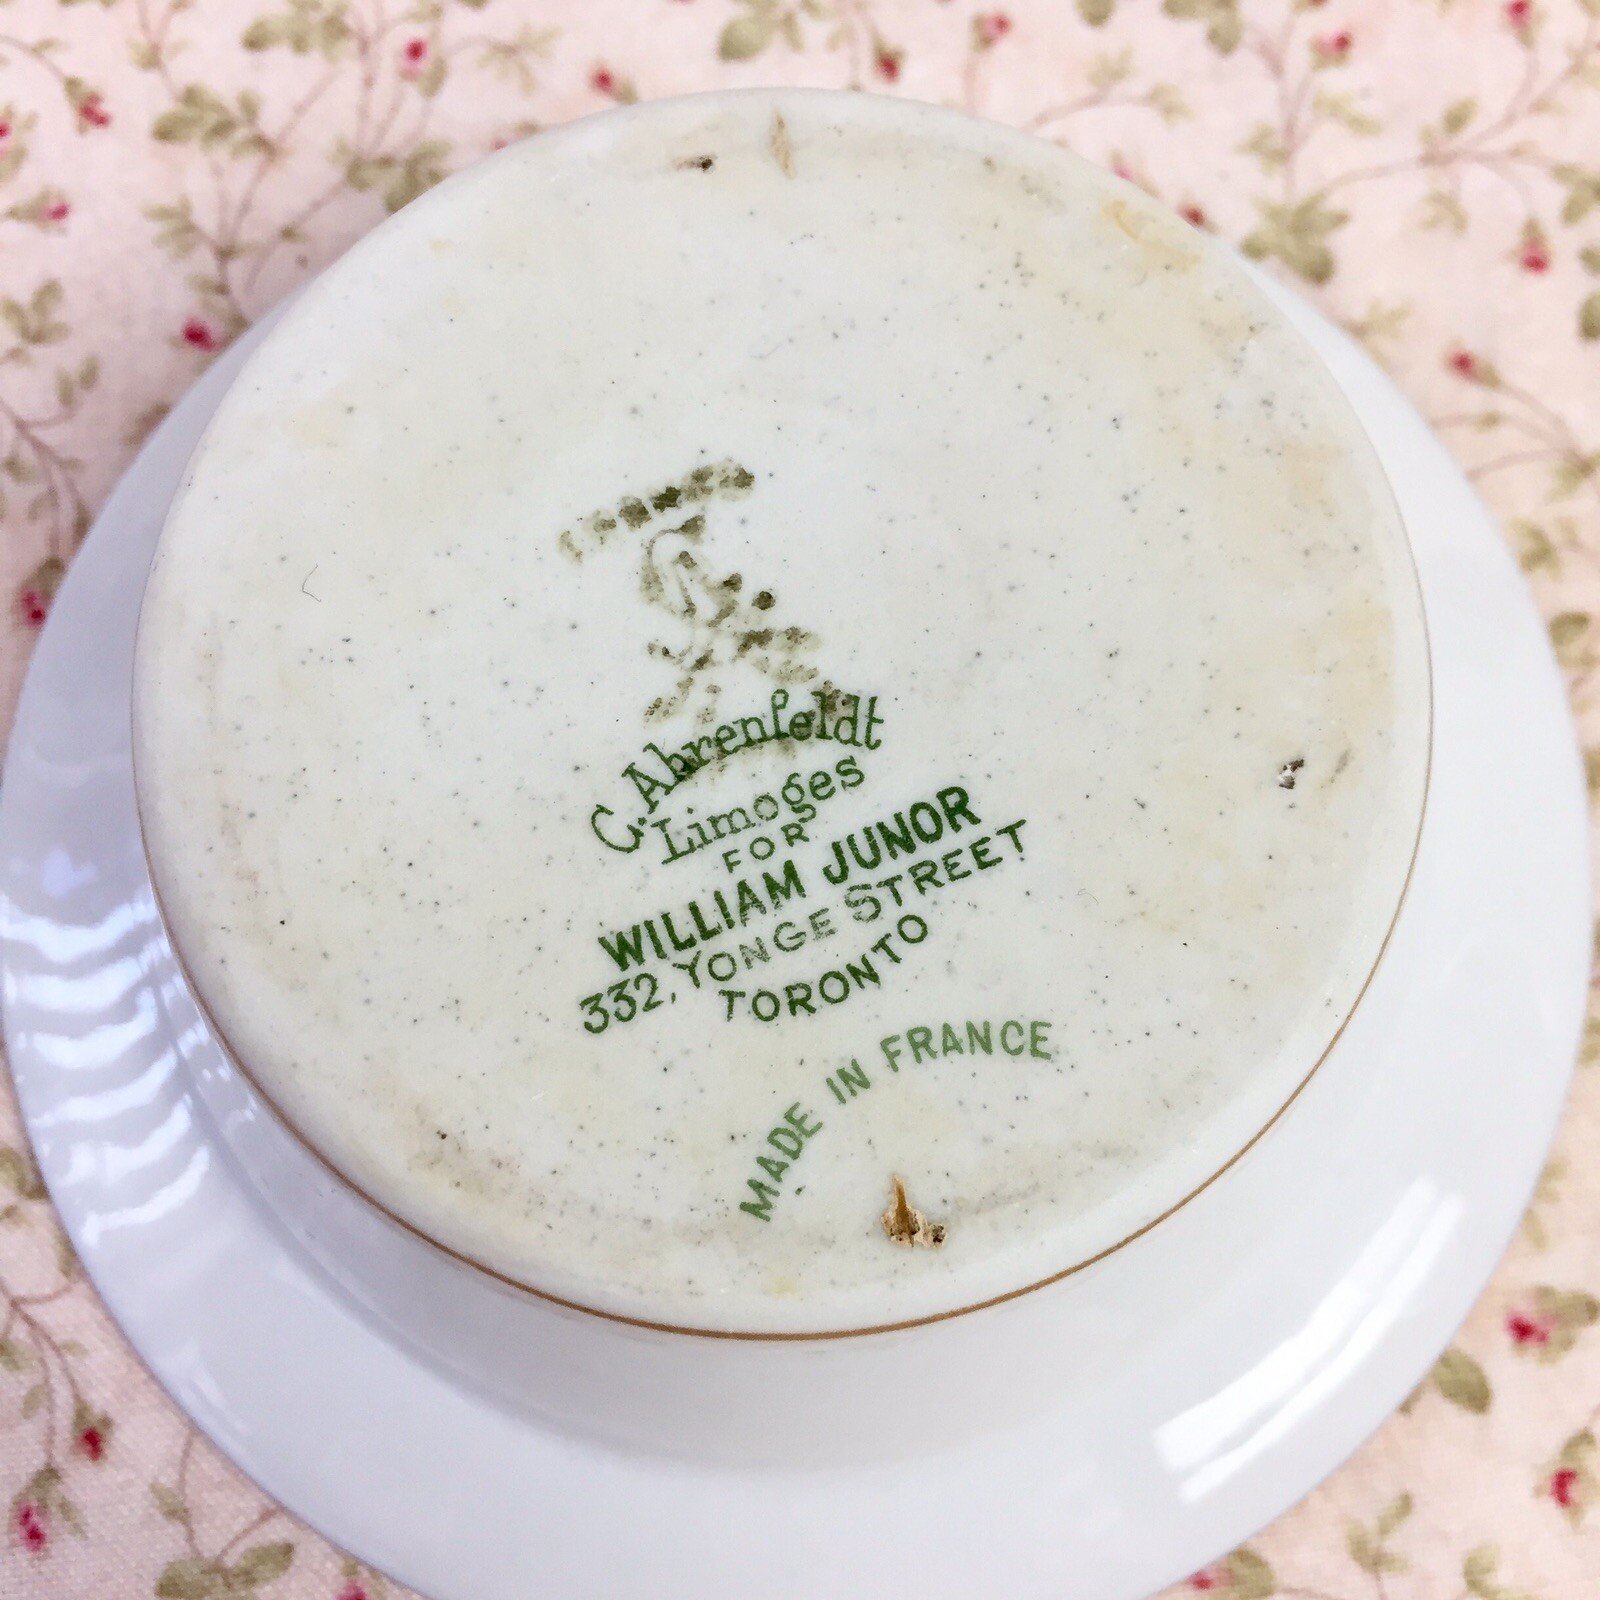 C. Ahrenfeldt
Limoges
FOR
WILLIAM JUNOR
332, YONGE STREET
TORONTO
MADE IN FRANCE